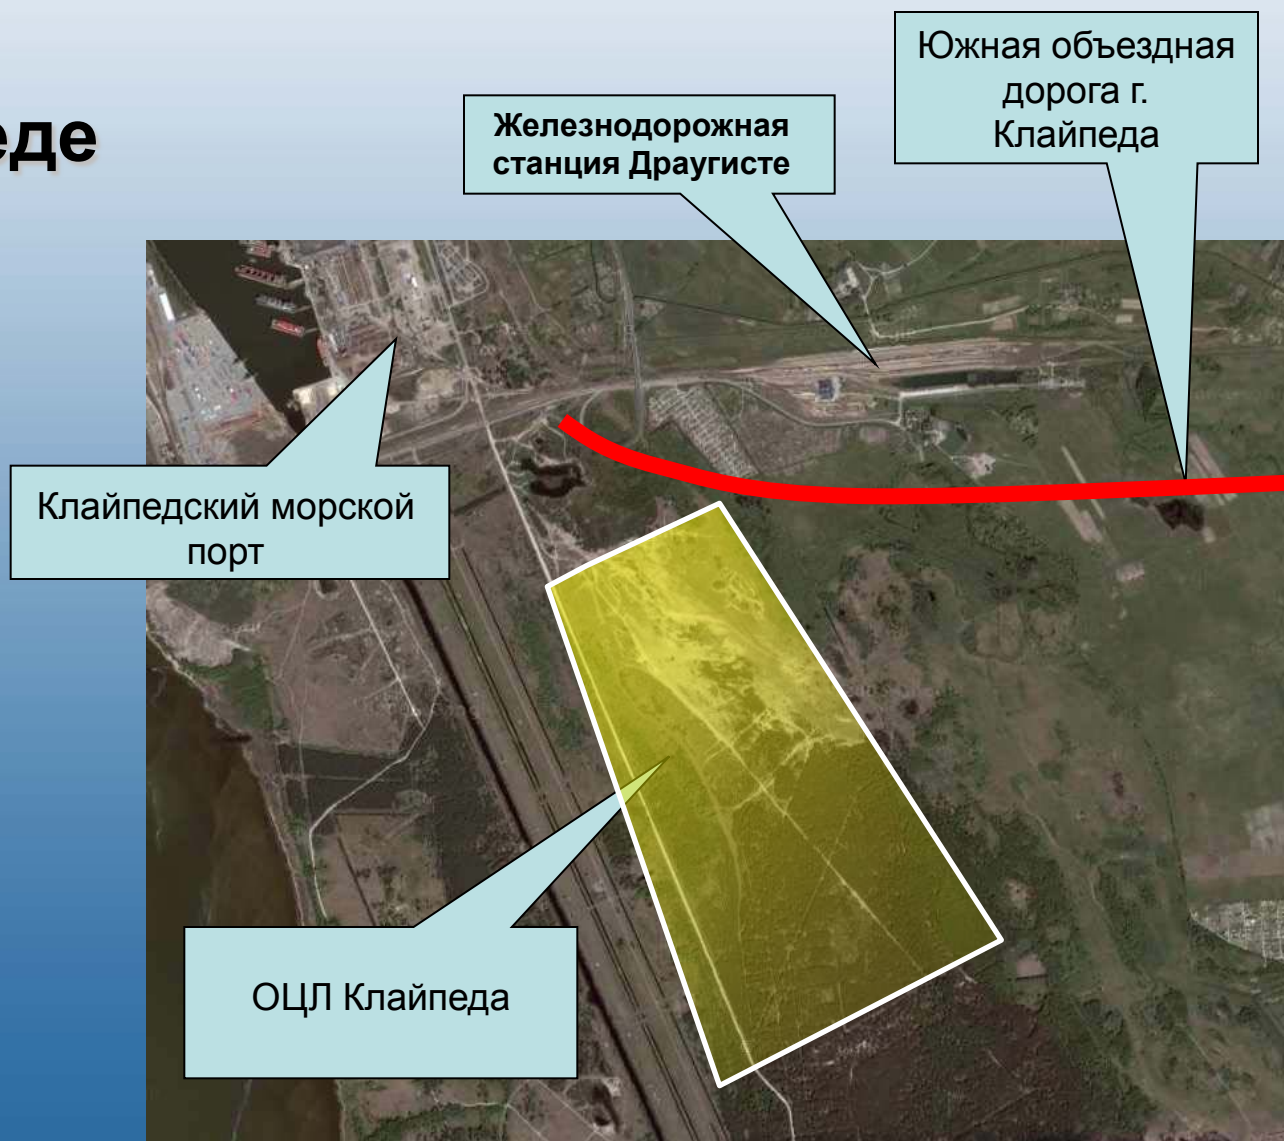 еде
Южная объездная
дорога г.
Клайпеда
Железнодорожная
станция Драугисте
Клайпедский морской
порт
ОЦЛ Клайпеда